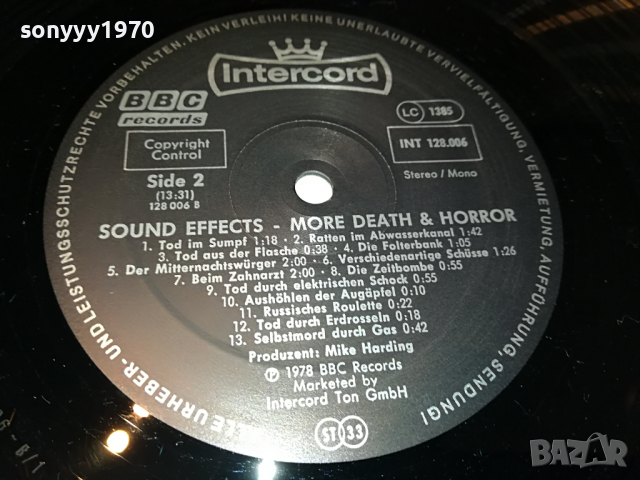 sonyyy1970
KEIN VERLEIH! KEINE UNERLAUBTE VERVIELFÄLTIGUNG, VERMIETUNG, AUFFÜHRUNG, SENDUNG!
URHEBER- UND LEISTUNGSSCHUTZRECHTE VORBEHALTEN.
Intercord
BBC
records
LC 1385
Copyright
Control
INT 128.006
Side 2
Stereo / Mono
(13:31)
128 006 B
SOUND EFFECTS - MORE DEATH & HORROR
1. Tod im Sumpf 1:18 · 2. Ratten im Abwasserkanal 1:42
3. Tod aus der Flasche 0:38 · 4. Die Folterbank 1:05
5. Der Mitternachtswürger 2:00 · 6. Verschiedenartige Schüsse 1:26
7. Beim Zahnarzt 2:00 · 8. Die Zeitbombe 0:55
9. Tod durch elektrischen Schock 0:55
10. Aushöhlen der Augäpfel 0:10
11. Russisches Roulette 0:22
12. Tod durch Erdrosseln 0:18
13. Selbstmord durch Gas 0:42
Produzent: Mike Harding
Ⓟ 1978 BBC Records
Marketed by
Intercord Ton GmbH
ST 33
BAZAR